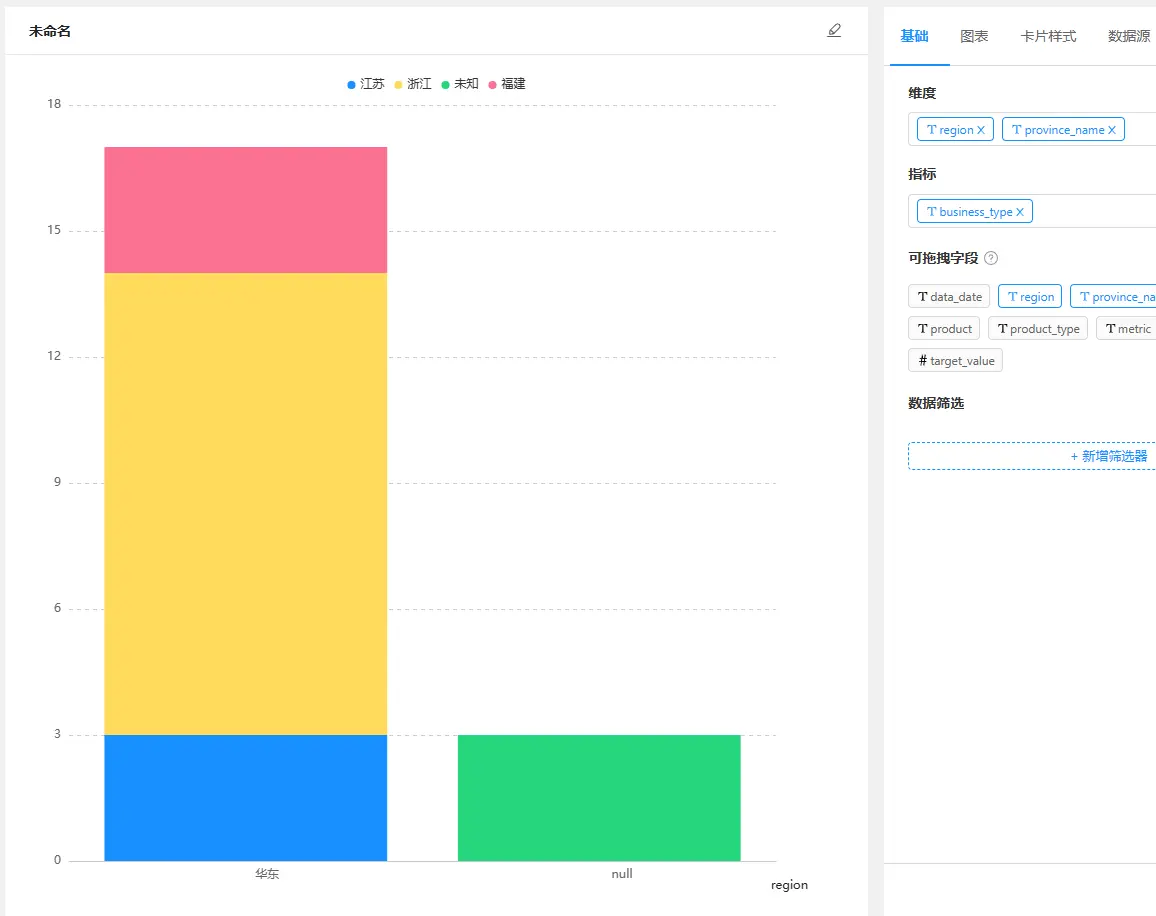 未命名
江苏 浙江 未知 福建
18
15
12
9
6
3
0
华东 null
region
基础 图表 卡片样式 数据源
维度
T region X T province_name X
指标
T business_type X
可拖拽字段 ?
T data_date T region T province_na
T product T product_type T metric
# target_value
数据筛选
+ 新增筛选器